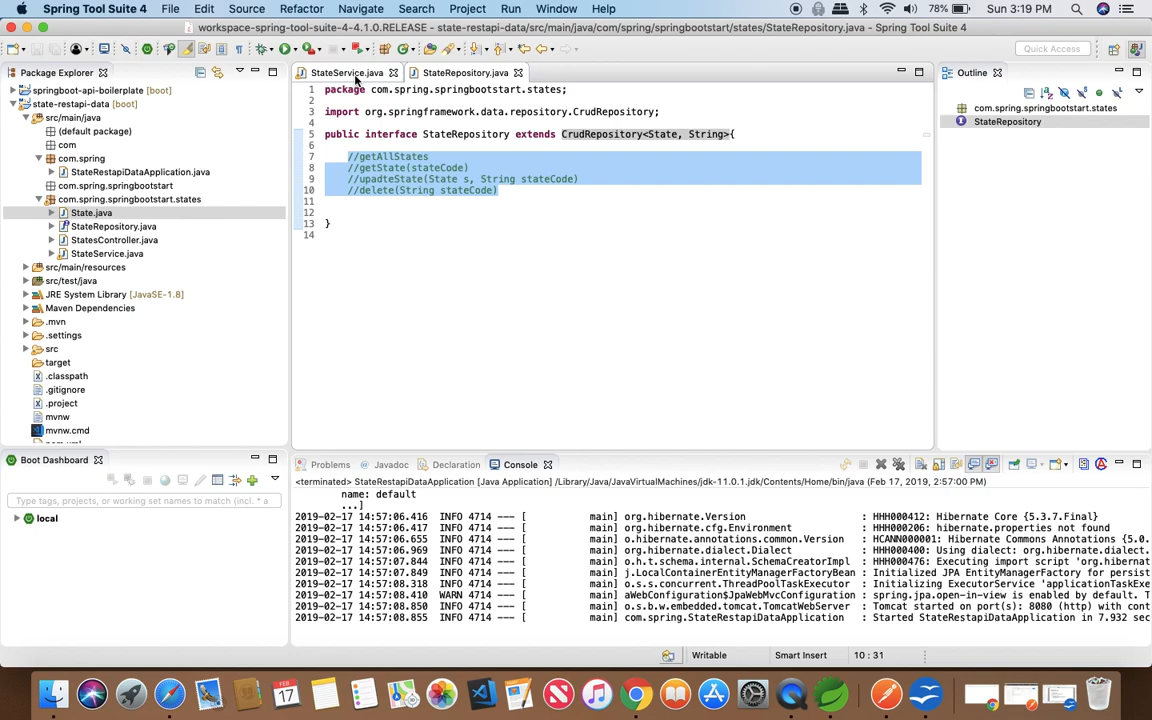 Spring Tool Suite 4 File Edit Source Refactor Navigate Search Project Run Window Help 78% Sun 3:19 PM
workspace-spring-tool-suite-4-4.1.0.RELEASE - state-restapi-data/src/main/java/com/spring/springbootstart/states/StateRepository.java - Spring Tool Suite 4
Quick Access
Package Explorer
springboot-api-boilerplate [boot]
state-restapi-data [boot]
src/main/java
(default package)
com
com.spring
StateRestapiDataApplication.java
com.spring.springbootstart
com.spring.springbootstart.states
State.java
StateRepository.java
StatesController.java
StateService.java
src/main/resources
src/test/java
JRE System Library [JavaSE-1.8]
Maven Dependencies
.mvn
.settings
src
target
.classpath
.gitignore
.project
mvnw
mvnw.cmd
StateService.java StateRepository.java
1 package com.spring.springbootstart.states;
2
3 import org.springframework.data.repository.CrudRepository;
4
5 public interface StateRepository extends CrudRepository<State, String>{
6
7 //getAllStates
8 //getState(stateCode)
9 //upadteState(State s, String stateCode)
10 //delete(String stateCode)
11
12
13 }
14
Outline
com.spring.springbootstart.states
StateRepository
Boot Dashboard
Type tags, projects, or working set names to match (incl. * a
local
Problems Javadoc Declaration Console
<terminated> StateRestapiDataApplication [Java Application] /Library/Java/JavaVirtualMachines/jdk-11.0.1.jdk/Contents/Home/bin/java (Feb 17, 2019, 2:57:00 PM)
name: default
...]
2019-02-17 14:57:06.416 INFO 4714 --- [ main] org.hibernate.Version : HHH000412: Hibernate Core {5.3.7.Final}
2019-02-17 14:57:06.417 INFO 4714 --- [ main] org.hibernate.cfg.Environment : HHH000206: hibernate.properties not found
2019-02-17 14:57:06.655 INFO 4714 --- [ main] o.hibernate.annotations.common.Version : HCANN000001: Hibernate Commons Annotations {5.0.
2019-02-17 14:57:06.850 INFO 4714 --- [ main] org.hibernate.dialect.Dialect : HHH000400: Using dialect: org.hibernate.dialect.
2019-02-17 14:57:07.844 INFO 4714 --- [ main] o.h.t.schema.internal.SchemaCreatorImpl : HHH000476: Executing import script 'org.hibernat
2019-02-17 14:57:07.849 INFO 4714 --- [ main] j.LocalContainerEntityManagerFactoryBean : Initialized JPA EntityManagerFactory for persist
2019-02-17 14:57:08.318 INFO 4714 --- [ main] o.s.s.concurrent.ThreadPoolTaskExecutor : Initializing ExecutorService 'applicationTaskExe
2019-02-17 14:57:08.410 WARN 4714 --- [ main] aWebConfiguration$JpaWebMvcConfiguration : spring.jpa.open-in-view is enabled by default. T
2019-02-17 14:57:08.850 INFO 4714 --- [ main] o.s.b.w.embedded.tomcat.TomcatWebServer : Tomcat started on port(s): 8080 (http) with cont
2019-02-17 14:57:08.855 INFO 4714 --- [ main] com.spring.StateRestapiDataApplication : Started StateRestapiDataApplication in 7.932 sec
Writable Smart Insert 10 : 31
FEB
17